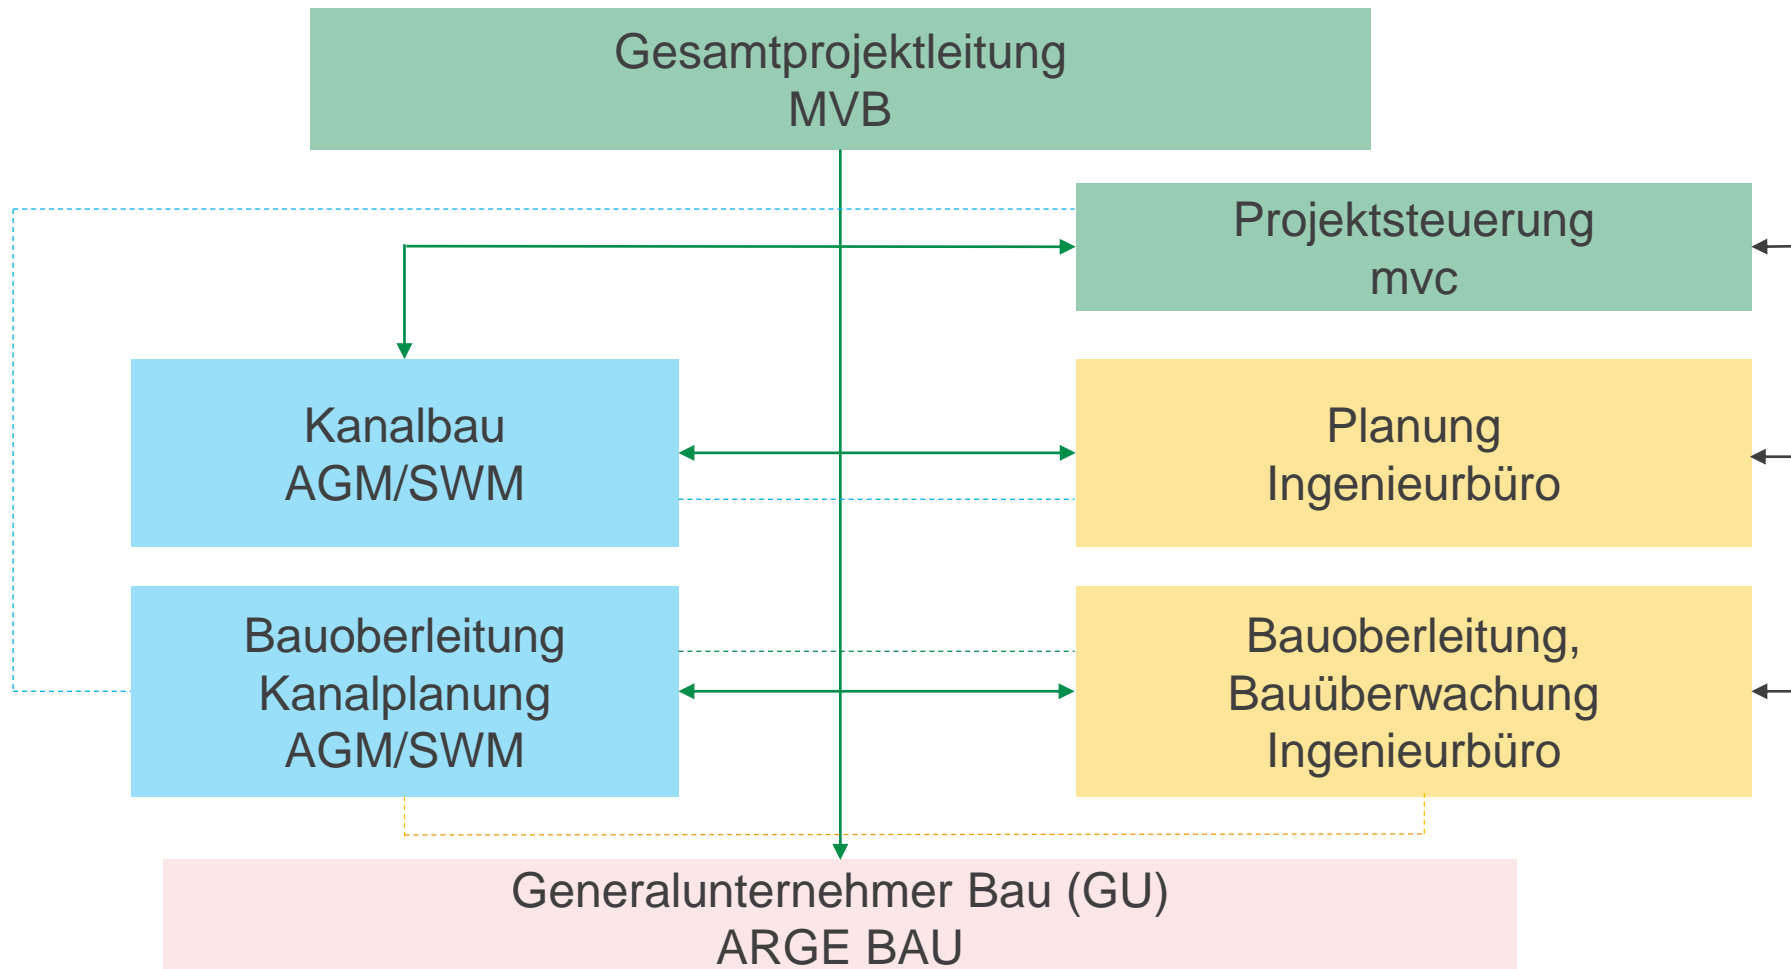 Gesamtprojektleitung
MVB
Projektsteuerung
mvc
Kanalbau
AGM/SWM
Planung
Ingenieurbüro
Bauoberleitung
Kanalplanung
AGM/SWM
Bauoberleitung,
Bauüberwachung
Ingenieurbüro
Generalunternehmer Bau (GU)
ARGE BAU